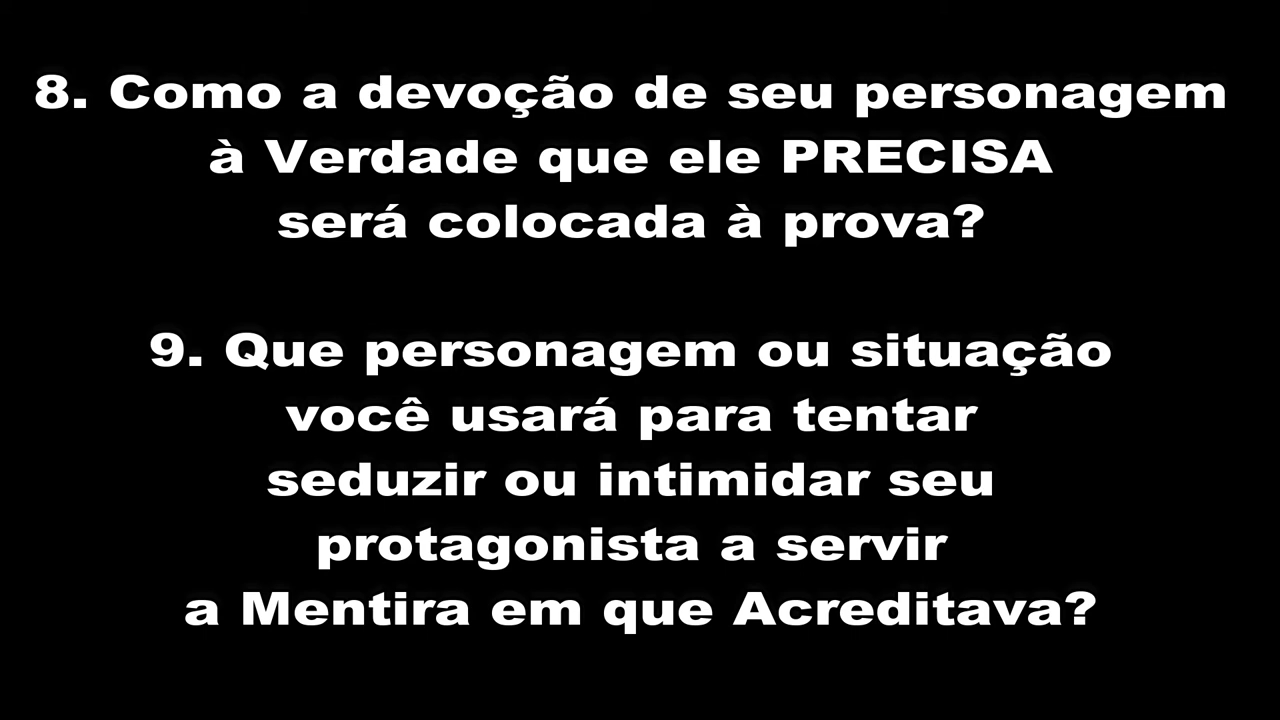 8. Como a devoção de seu personagem
à Verdade que ele PRECISA
será colocada à prova?
9. Que personagem ou situação
você usará para tentar
seduzir ou intimidar seu
protagonista a servir
a Mentira em que Acreditava?